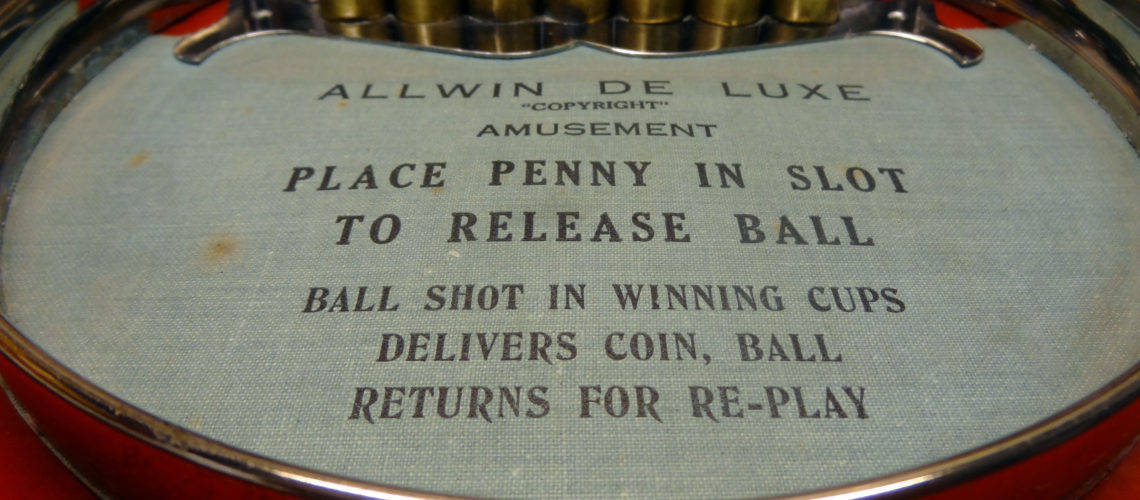 ALLWIN DE LUXE
"COPYRIGHT"
AMUSEMENT
PLACE PENNY IN SLOT
TO RELEASE BALL
BALL SHOT IN WINNING CUPS
DELIVERS COIN, BALL
RETURNS FOR RE-PLAY